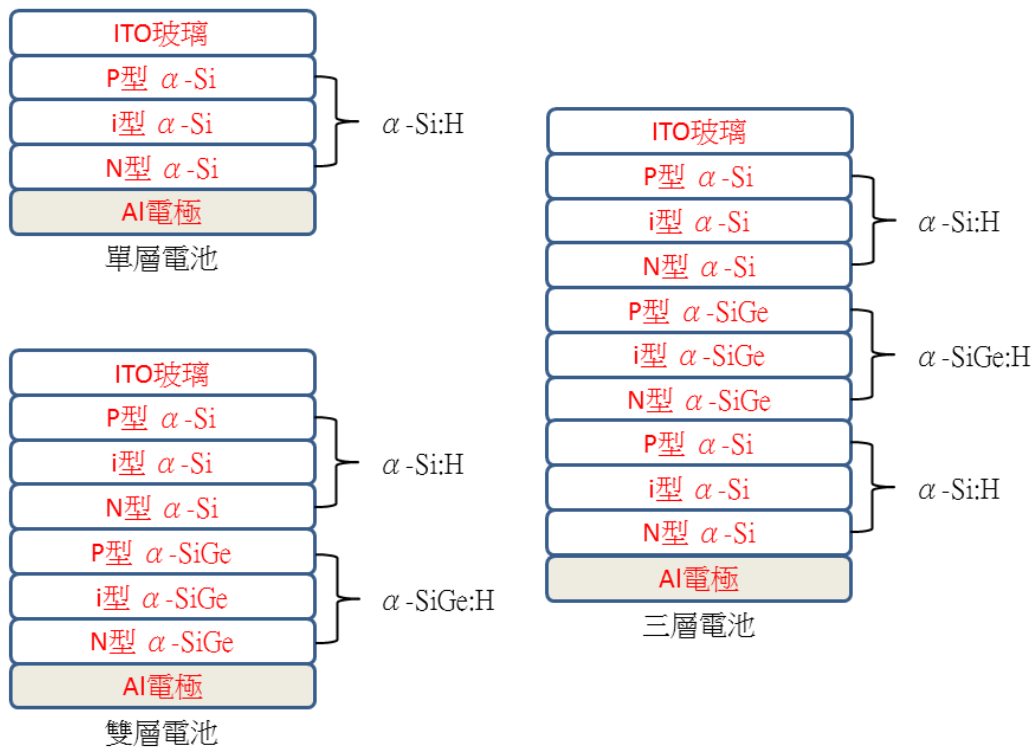 ITO玻璃
P型 α-Si
i型 α-Si
N型 α-Si
Al電極
α-Si:H
單層電池
ITO玻璃
P型 α-Si
i型 α-Si
N型 α-Si
P型 α-SiGe
i型 α-SiGe
N型 α-SiGe
Al電極
α-Si:H
α-SiGe:H
雙層電池
ITO玻璃
P型 α-Si
i型 α-Si
N型 α-Si
P型 α-SiGe
i型 α-SiGe
N型 α-SiGe
P型 α-Si
i型 α-Si
N型 α-Si
Al電極
α-Si:H
α-SiGe:H
α-Si:H
三層電池